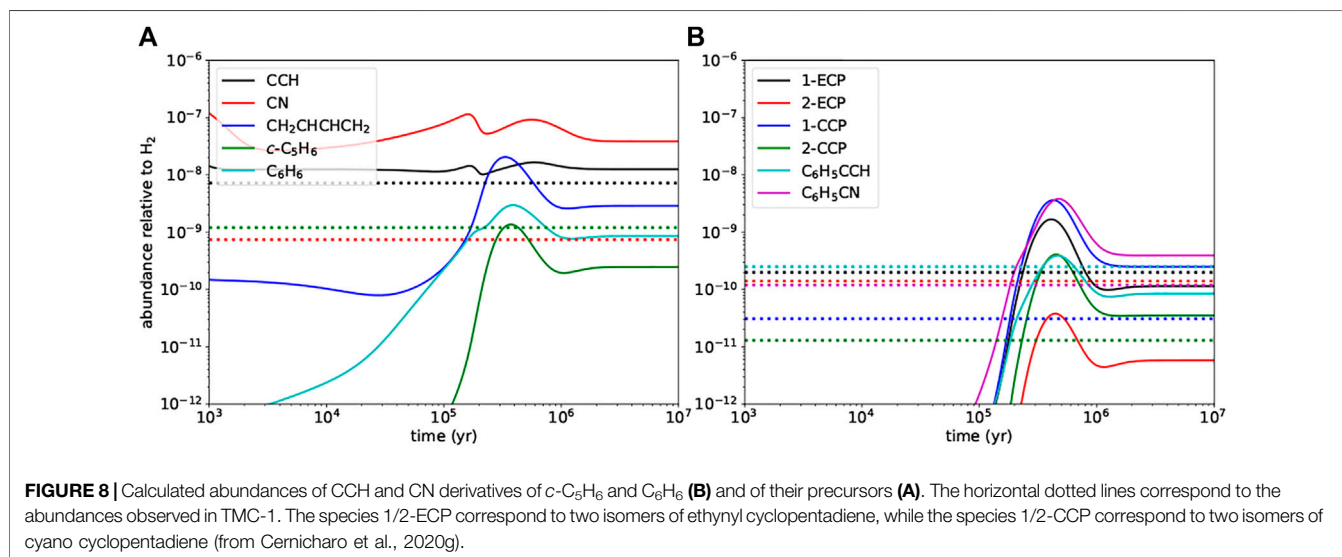 A
B
10⁻⁶
10⁻⁷
10⁻⁸
10⁻⁹
10⁻¹⁰
10⁻¹¹
10⁻¹²
abundance relative to H₂
CCH
CN
CH₂CHCHCH₂
c-C₅H₆
C₆H₆
10³
10⁴
10⁵
10⁶
10⁷
time (yr)
10⁻⁶
10⁻⁷
10⁻⁸
10⁻⁹
10⁻¹⁰
10⁻¹¹
10⁻¹²
1-ECP
2-ECP
1-CCP
2-CCP
C₆H₅CCH
C₆H₅CN
10³
10⁴
10⁵
10⁶
10⁷
time (yr)
FIGURE 8 | Calculated abundances of CCH and CN derivatives of c-C₅H₆ and C₆H₆ (B) and of their precursors (A). The horizontal dotted lines correspond to the
abundances observed in TMC-1. The species 1/2-ECP correspond to two isomers of ethynyl cyclopentadiene, while the species 1/2-CCP correspond to two isomers of
cyano cyclopentadiene (from Cernicharo et al., 2020g).